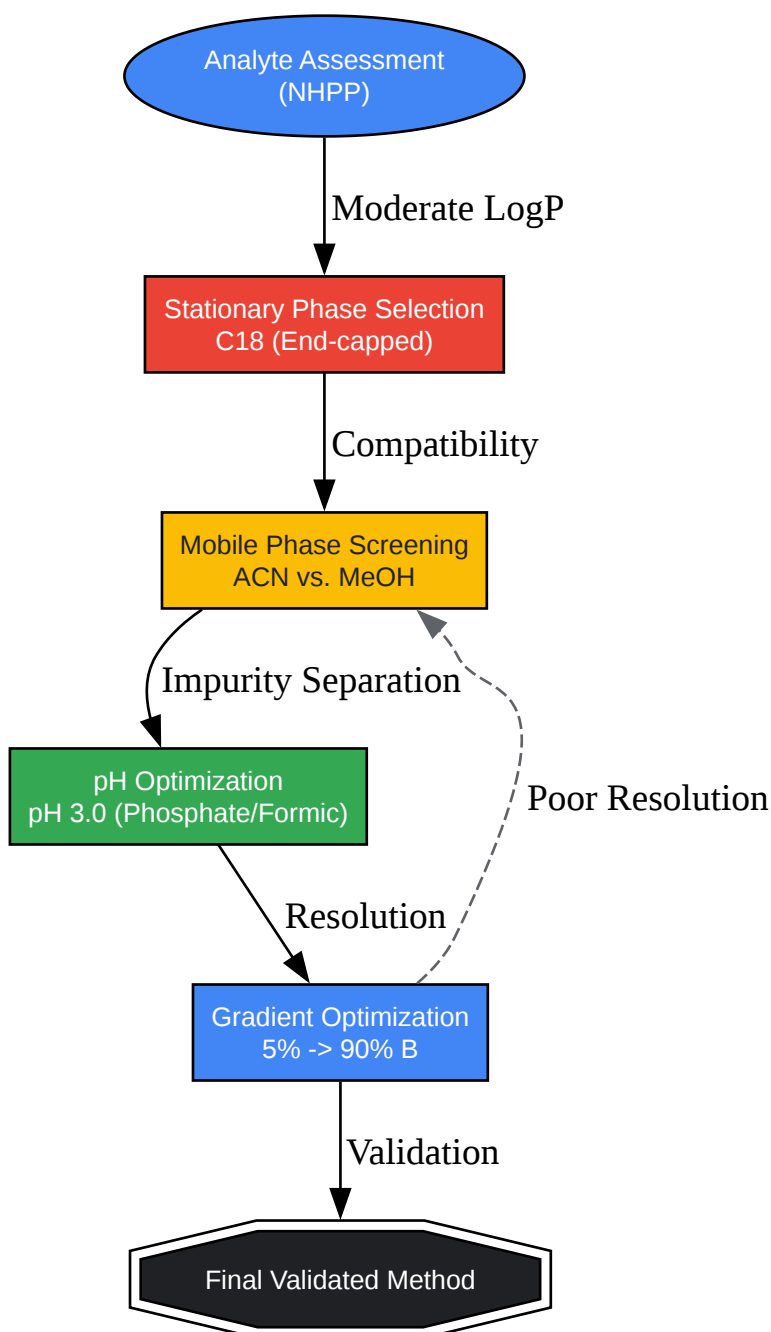 Analyte Assessment
(NHPP)
Moderate LogP
Stationary Phase Selection
C18 (End-capped)
Compatibility
Mobile Phase Screening
ACN vs. MeOH
Impurity Separation
pH Optimization
pH 3.0 (Phosphate/Formic)
Poor Resolution
Resolution
Gradient Optimization
5% -> 90% B
Validation
Final Validated Method